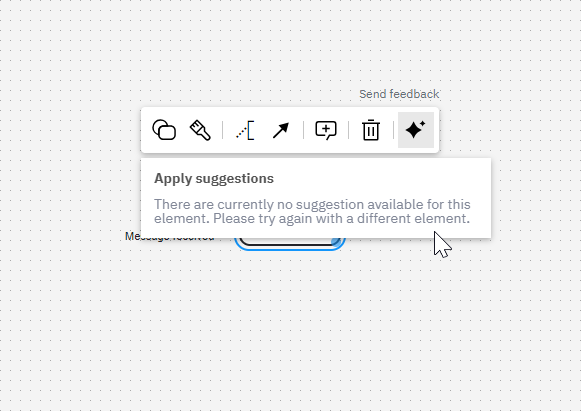 Send feedback
Apply suggestions
There are currently no suggestion available for this
element. Please try again with a different element.
Message received